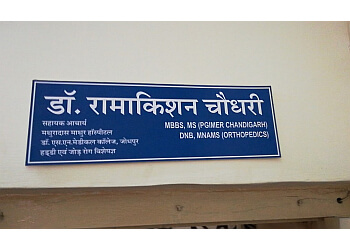 डॉ. रामाकिशन चौधरी
सहायक आचार्य
मथुरादास माथुर हॉस्पीटल
डॉ.एस.एन.मेडीकल कॉलेज, जोधपुर
हड्डी एवं जोड़ रोग विशेषज्ञ
MBBS, MS (PGIMER CHANDIGARH)
DNB, MNAMS (ORTHOPEDICS)